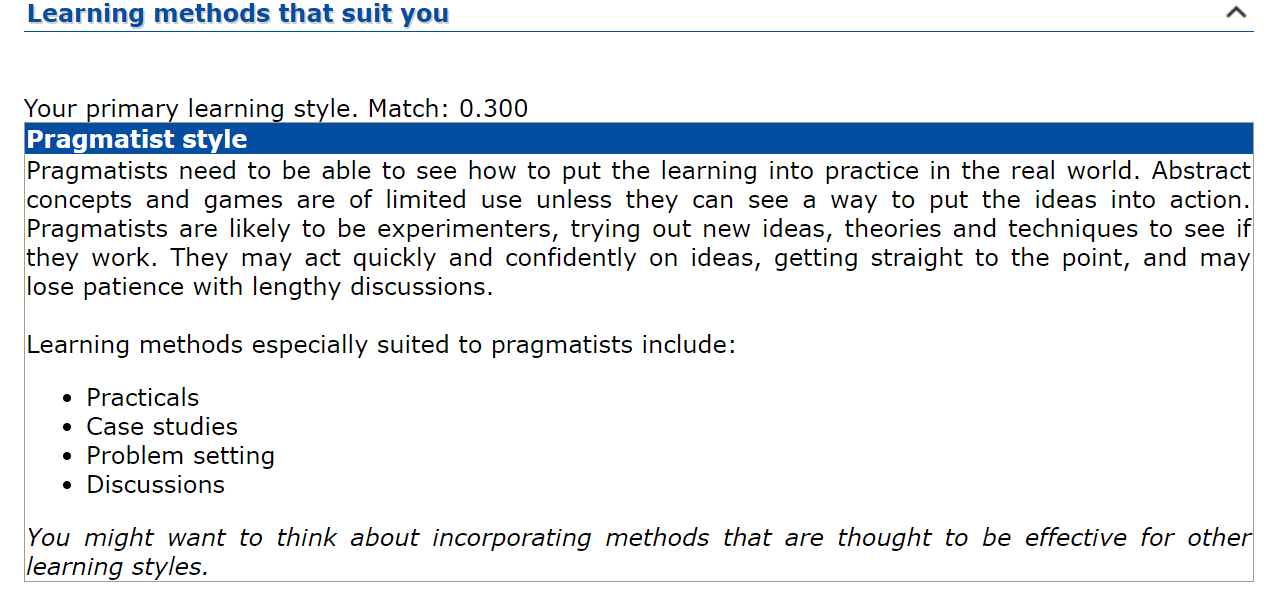 Learning methods that suit you
Your primary learning style. Match: 0.300
Pragmatist style
Pragmatists need to be able to see how to put the learning into practice in the real world. Abstract
concepts and games are of limited use unless they can see a way to put the ideas into action.
Pragmatists are likely to be experimenters, trying out new ideas, theories and techniques to see if
they work. They may act quickly and confidently on ideas, getting straight to the point, and may
lose patience with lengthy discussions.
Learning methods especially suited to pragmatists include:
• Practicals
• Case studies
• Problem setting
• Discussions
You might want to think about incorporating methods that are thought to be effective for other
learning styles.